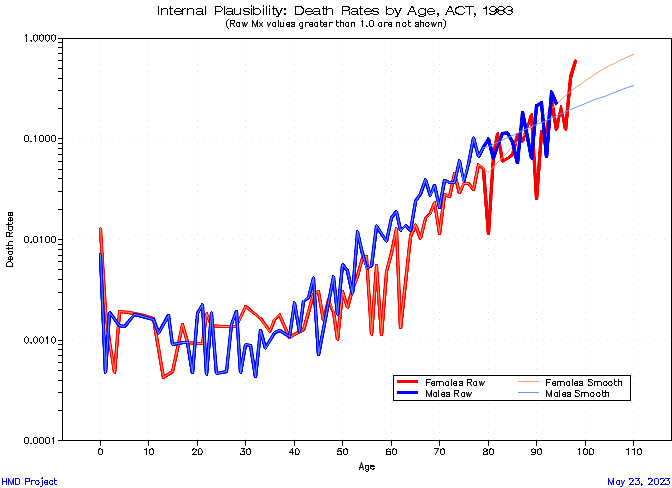 Internal Plausibility: Death Rates by Age, ACT, 1983
(Raw Mx values greater than 1.0 are not shown)
1.0000
0.1000
0.0100
0.0010
0.0001
Death Rates
0 10 20 30 40 50 60 70 80 90 100 110
Age
Females Raw Females Smooth
Males Raw Males Smooth
HMD Project May 23, 2023